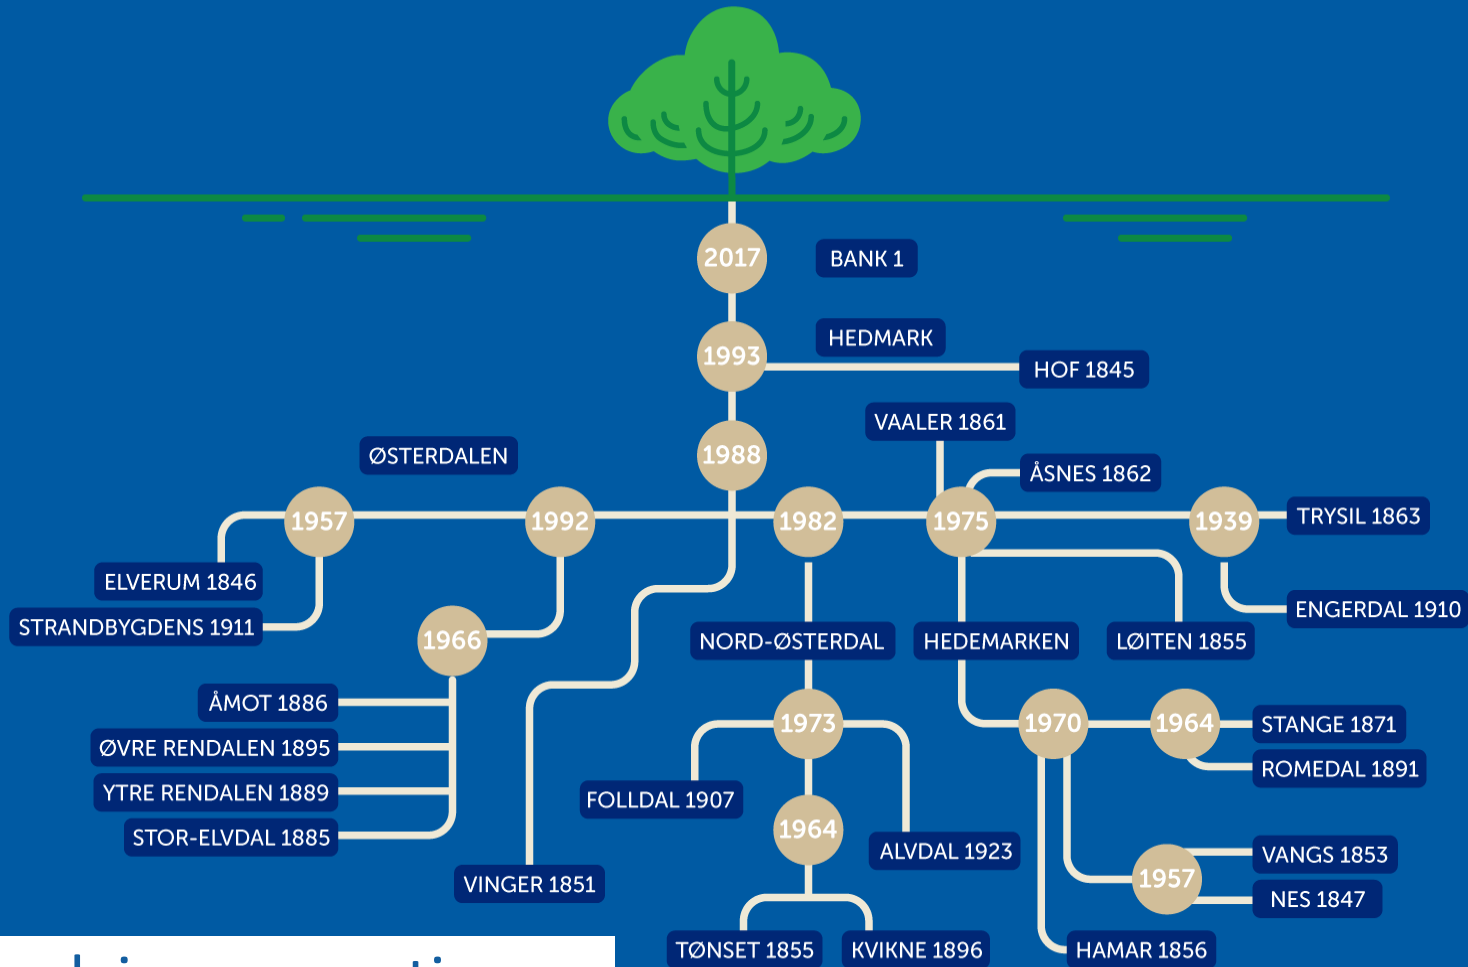 2017
BANK 1
HEDMARK
1993
HOF 1845
VAALER 1861
ØSTERDALEN
1988
ÅSNES 1862
1957
1992
1982
1975
1939
TRYSIL 1863
ELVERUM 1846
ENGERDAL 1910
STRANDBYGDENS 1911
1966
NORD-ØSTERDAL
HEDEMARKEN
LØITEN 1855
ÅMOT 1886
1973
1970
1964
STANGE 1871
ØVRE RENDALEN 1895
ROMEDAL 1891
YTRE RENDALEN 1889
FOLLDAL 1907
STOR-ELVDAL 1885
1964
ALVDAL 1923
VANGS 1853
VINGER 1851
1957
NES 1847
TØNSET 1855
KVIKNE 1896
HAMAR 1856